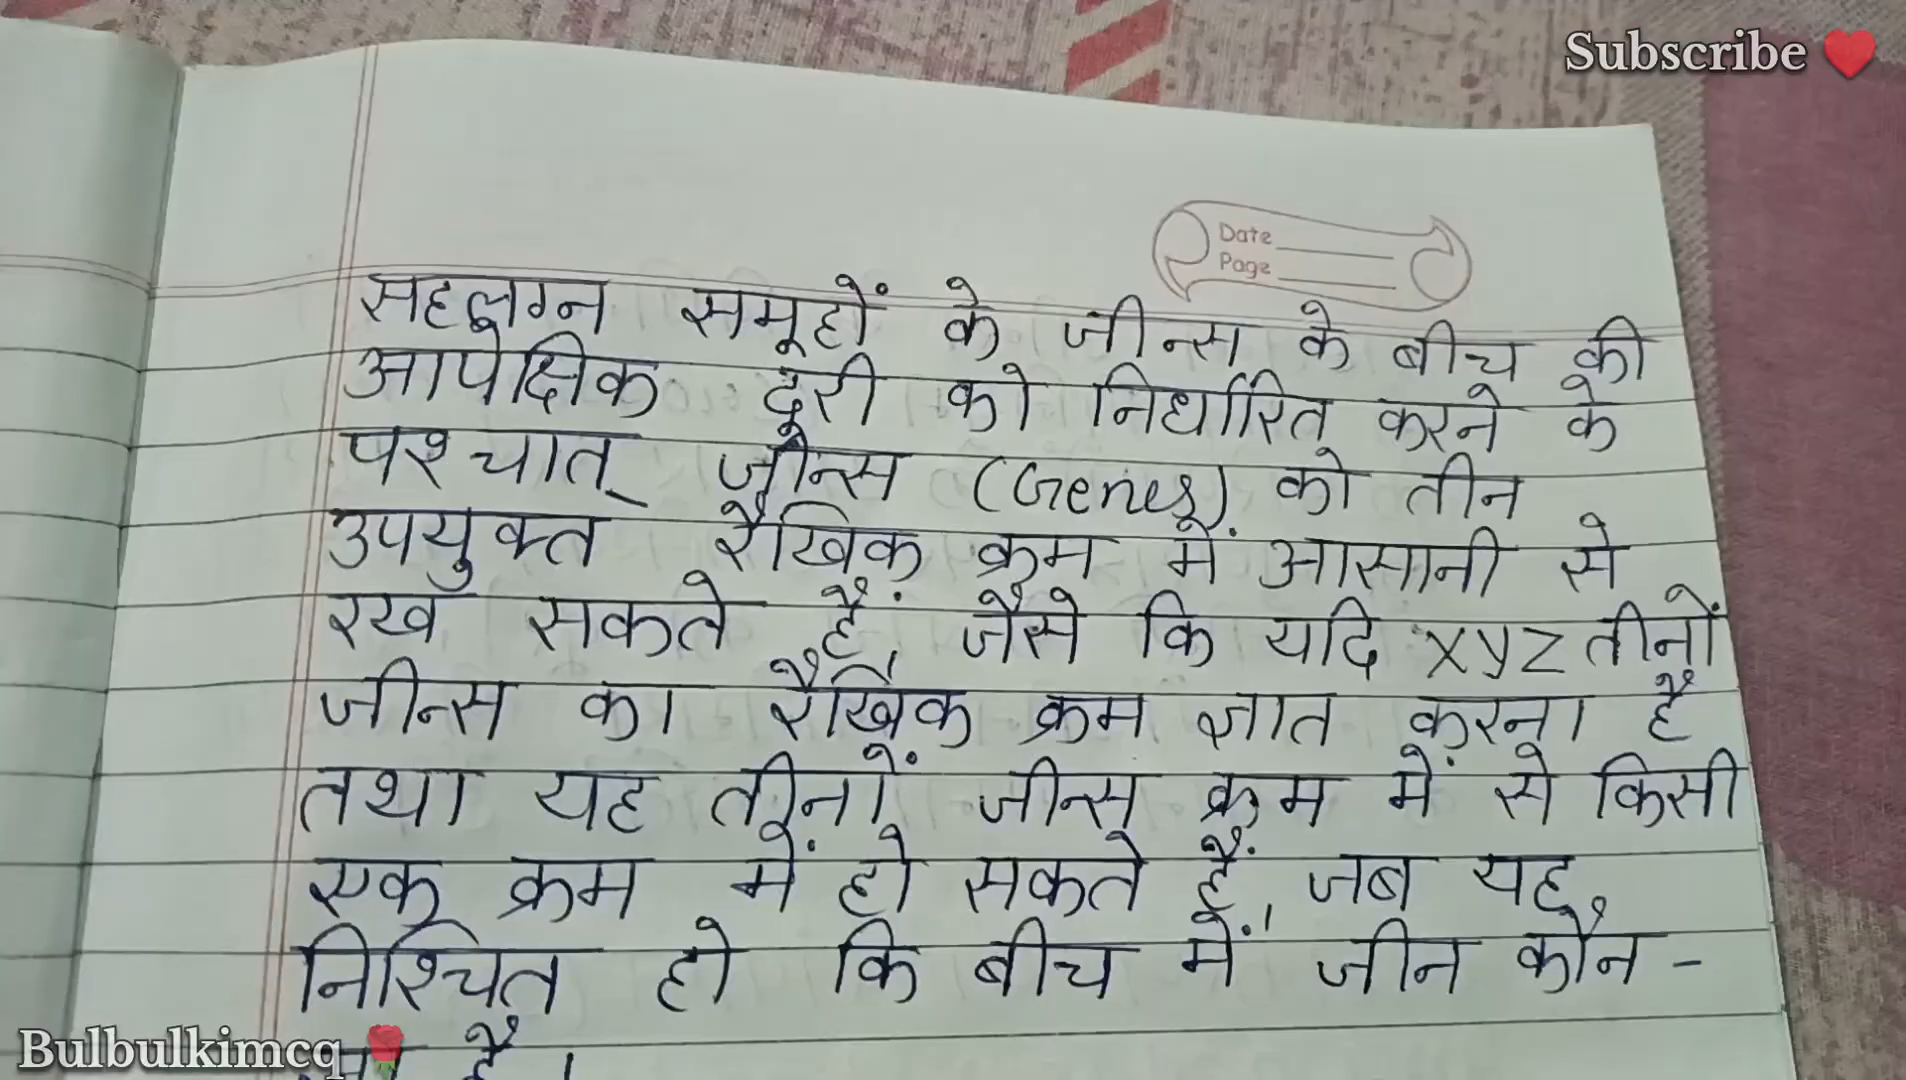 Subscribe ❤️
Date
Page
सहलग्न समूहों के जीन्स के बीच की
आपेक्षिक दूरी को निर्धारित करने के
पश्चात् जीन्स (Genes) को तीन
उपयुक्त रैखिक क्रम में आसानी से
रख सकते हैं, जैसे कि यदि xyz तीनों
जीन्स का रैखिक क्रम ज्ञात करना है
तथा यह तीनों जीन्स क्रम में से किसी
एक क्रम में हो सकते हैं, जब यह
निश्चित हो कि बीच में जीन कौन -
है ।
Bulbulkimcq 🌹